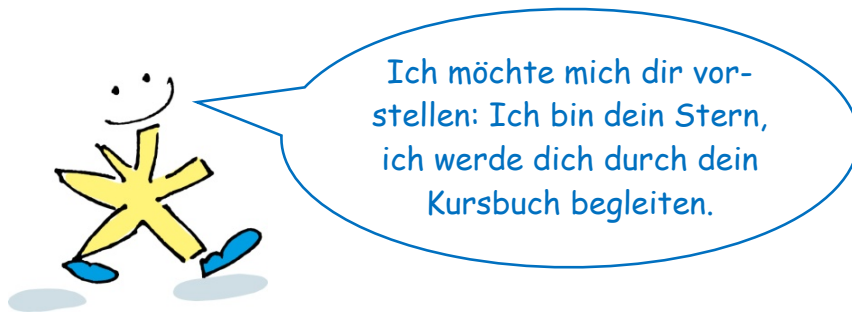 Ich möchte mich dir vor-
stellen: Ich bin dein Stern,
ich werde dich durch dein
Kursbuch begleiten.